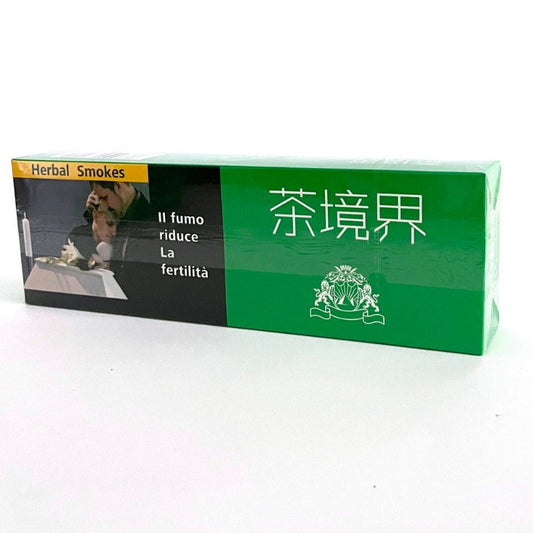 Herbal Smokes
Il fumo
riduce
La
fertilità
茶境界